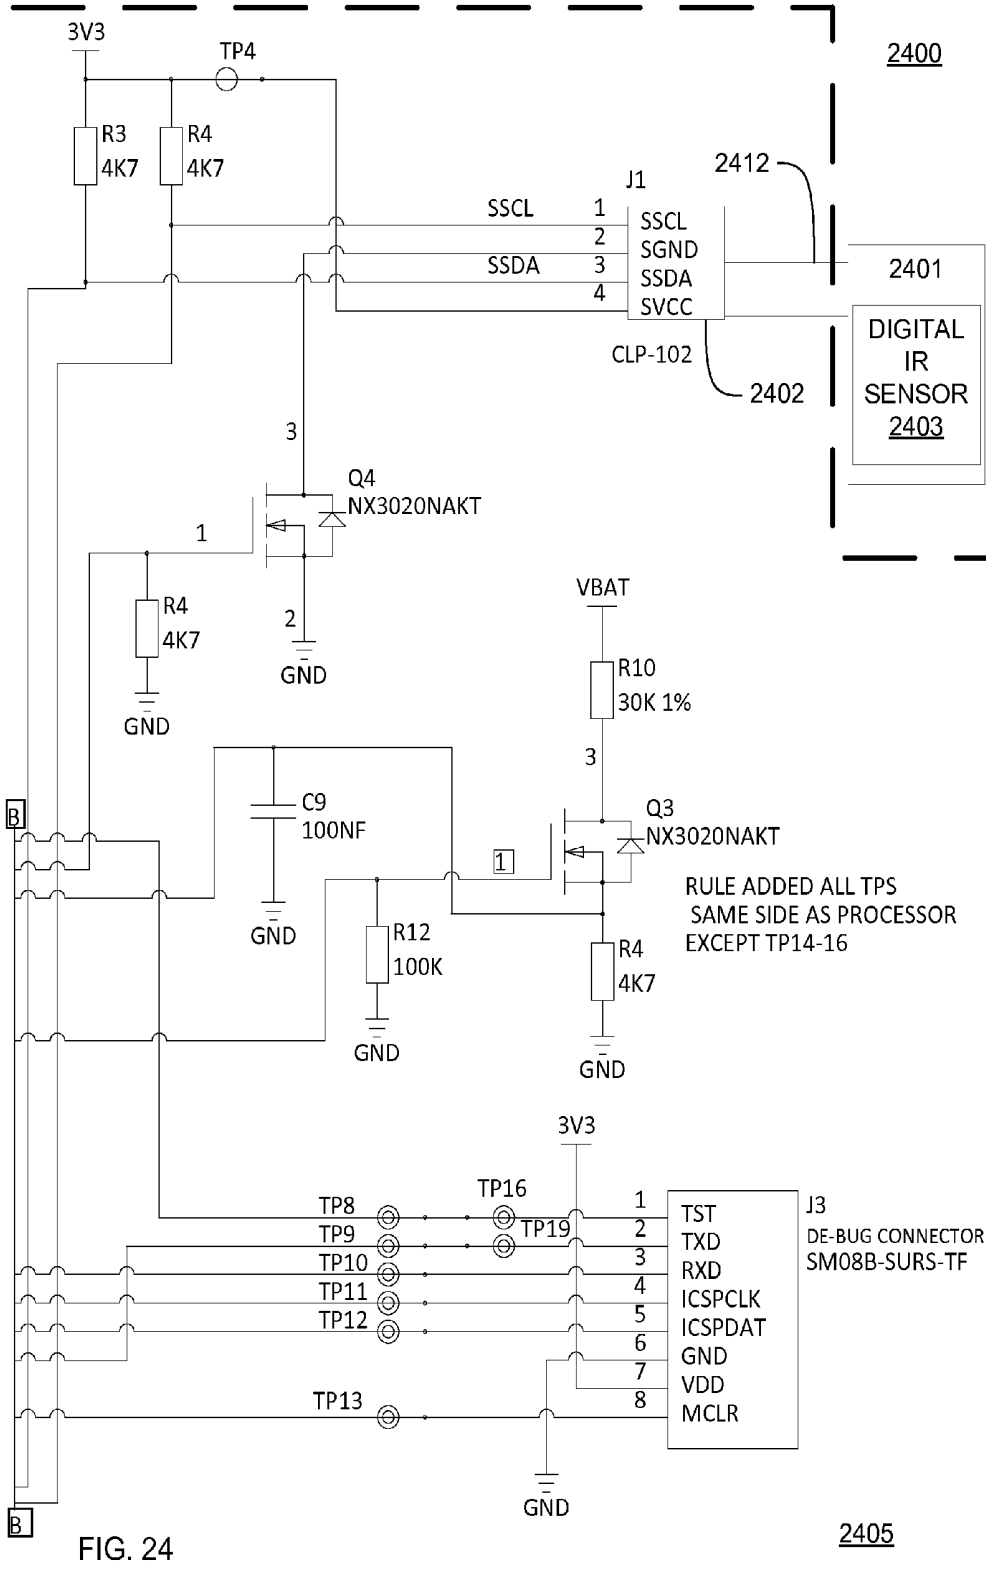 3V3
TP4
2400
R3
4K7
R4
4K7
2412
J1
SSCL
1
SSCL
2
SGND
SSDA
3
SSDA
4
SVCC
2401
CLP-102
2402
DIGITAL
IR
SENSOR
2403
3
Q4
NX3020NAKT
1
R4
4K7
2
GND
GND
VBAT
R10
30K 1%
3
B
C9
100NF
Q3
NX3020NAKT
1
GND
R12
100K
GND
RULE ADDED ALL TPS
SAME SIDE AS PROCESSOR
EXCEPT TP14-16
R4
4K7
GND
3V3
TP8
TP16
1
TST
J3
TP9
TP19
2
TXD
DE-BUG CONNECTOR
SM08B-SURS-TF
TP10
3
RXD
TP11
4
ICSPCLK
TP12
5
ICSPDAT
6
GND
7
VDD
TP13
8
MCLR
GND
B
FIG. 24
2405